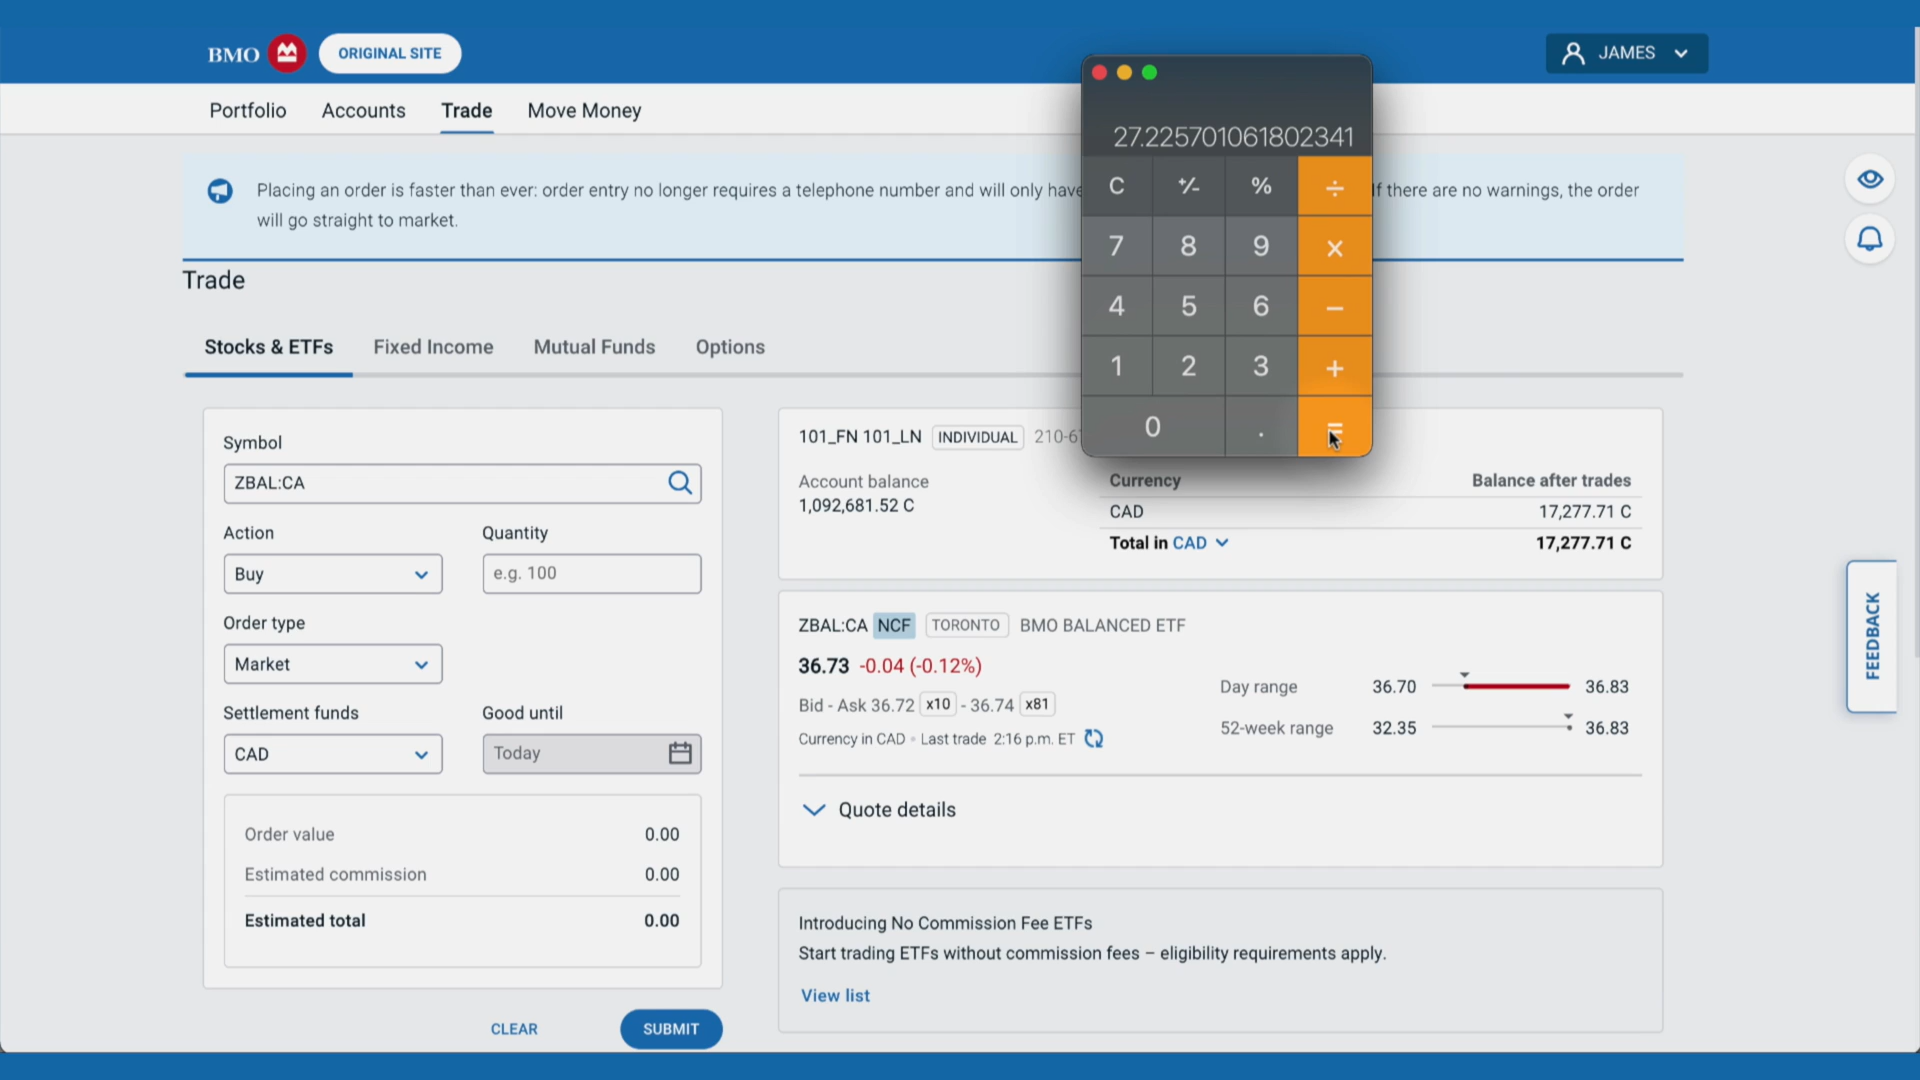 BMO
ORIGINAL SITE
JAMES
Portfolio
Accounts
Trade
Move Money
Placing an order is faster than ever: order entry no longer requires a telephone number and will only have
f there are no warnings, the order
will go straight to market.
27.225701061802341
C
⁺∕₋
%
÷
7
8
9
×
4
5
6
−
1
2
3
+
0
.
=
Trade
Stocks & ETFs
Fixed Income
Mutual Funds
Options
Symbol
ZBAL:CA
Action
Quantity
Buy
e.g. 100
Order type
Market
Settlement funds
Good until
CAD
Today
Order value
0.00
Estimated commission
0.00
Estimated total
0.00
CLEAR
SUBMIT
101_FN 101_LN
INDIVIDUAL
210-6
Account balance
1,092,681.52 C
Currency
Balance after trades
CAD
17,277.71 C
Total in CAD
17,277.71 C
ZBAL:CA
NCF
TORONTO
BMO BALANCED ETF
36.73 -0.04 (-0.12%)
Bid - Ask 36.72 x10 - 36.74 x81
Currency in CAD • Last trade 2:16 p.m. ET
Day range
36.70
36.83
52-week range
32.35
36.83
Quote details
Introducing No Commission Fee ETFs
Start trading ETFs without commission fees – eligibility requirements apply.
View list
FEEDBACK